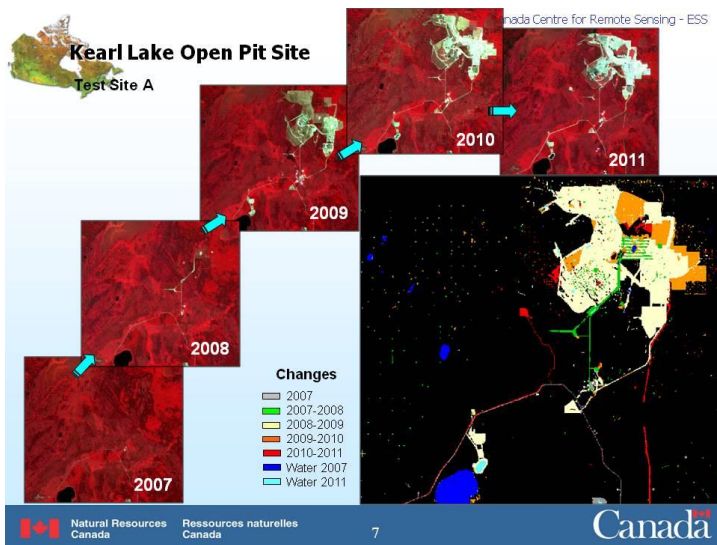 nada Centre for Remote Sensing - ESS
Kearl Lake Open Pit Site
Test Site A
2010
2011
2009
2008
2007
Changes
2007
2007-2008
2008-2009
2009-2010
2010-2011
Water 2007
Water 2011
Natural Resources Ressources naturelles
Canada Canada
7
Canada